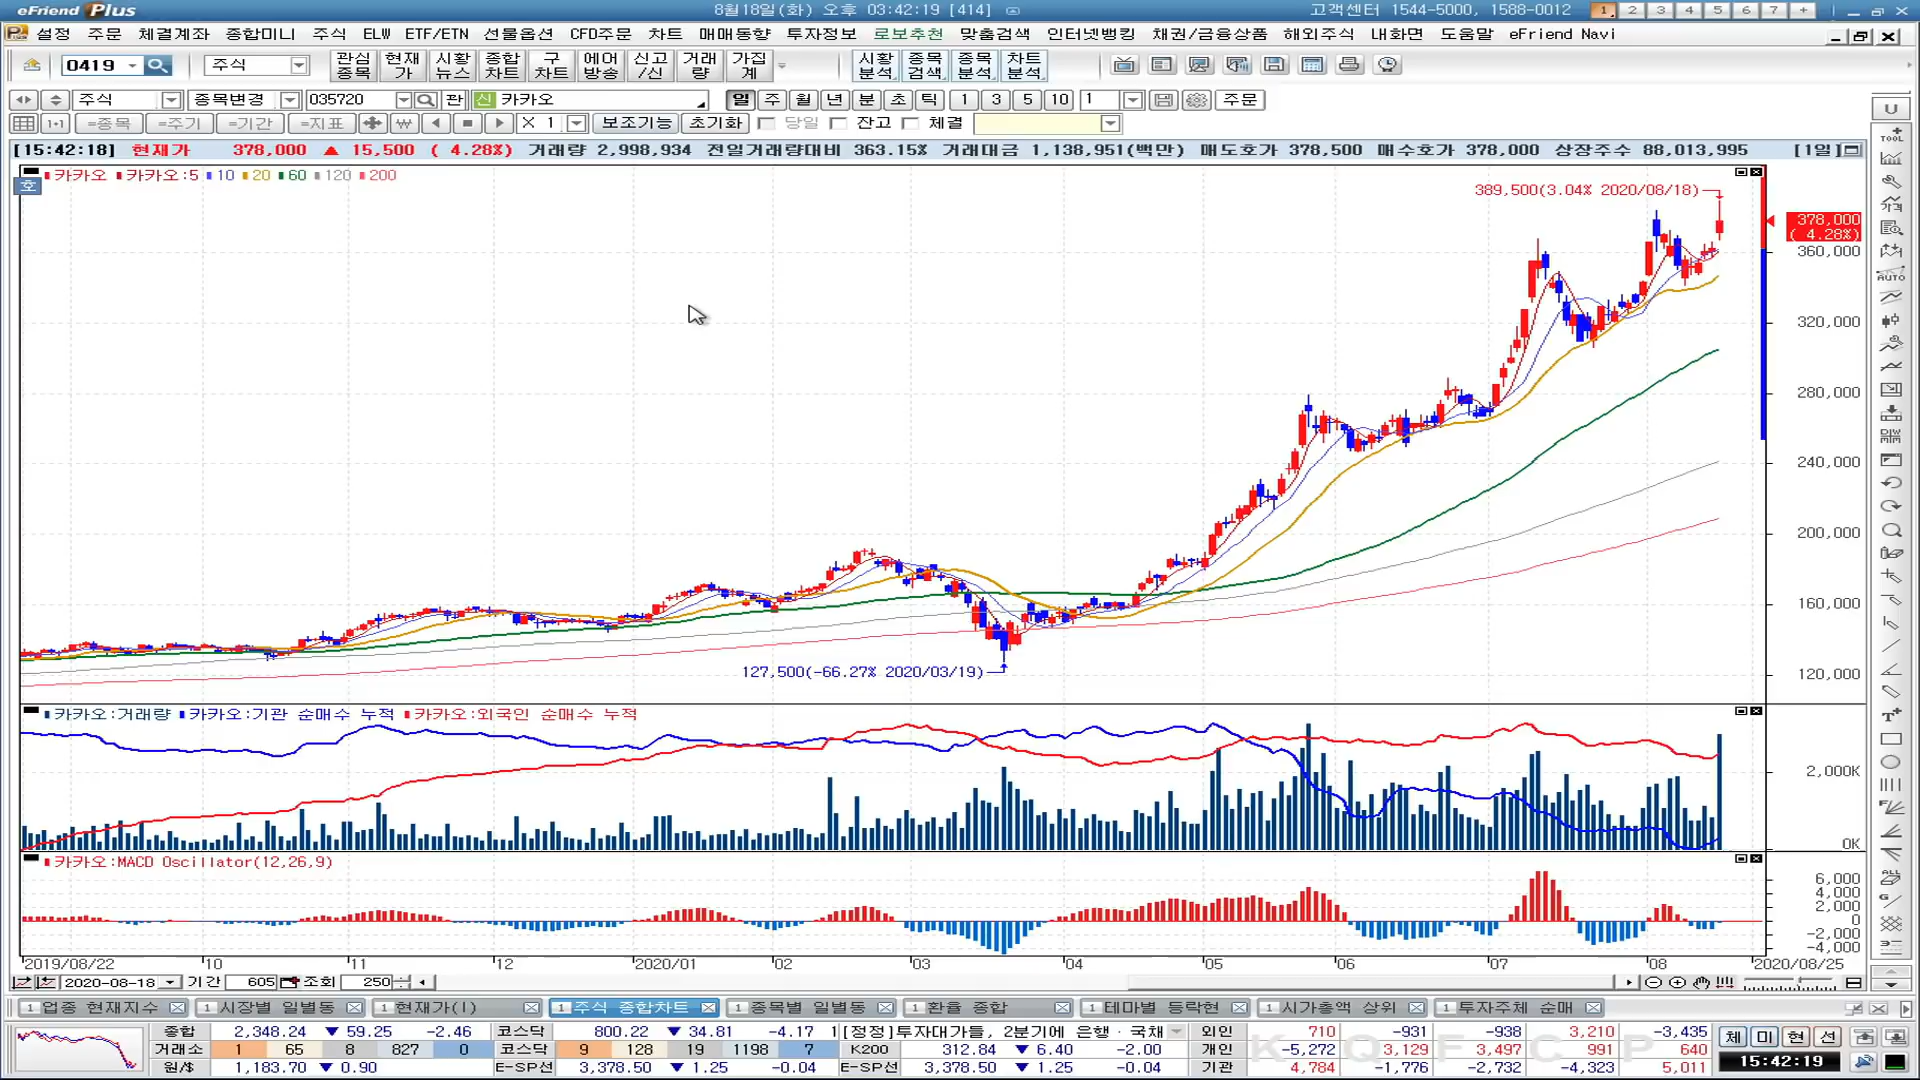 eFriend Plus 8월18일(화) 오후 03:42:19 [414] 고객센터 1544-5000, 1588-0012 1 2 3 4 5 6 7 +
설정 주문 체결계좌 종합미니 주식 ELW ETF/ETN 선물옵션 CFD주문 차트 매매동향 투자정보 로보추천 맞춤검색 인터넷뱅킹 채권/금융상품 해외주식 내화면 도움말 eFriend Navi
0419 주식 관심종목 현재가 시황뉴스 종합차트 구차트 에어방송 신고/신 거래량 가집계 시황분석 종목검색 종목분석 차트분석
주식 종목변경 035720 관 신 카카오 일 주 월 년 분 초 틱 1 3 5 10 1 주문
=종목 =주기 =기간 =지표 X 1 보조기능 초기화 당일 잔고 체결
[15:42:18] 현재가 378,000 ▲ 15,500 ( 4.28%) 거래량 2,998,934 전일거래량대비 363.15% 거래대금 1,138,951(백만) 매도호가 378,500 매수호가 378,000 상장주수 88,013,995 [1일]
카카오 카카오:5 10 20 60 120 200
호
389,500(3.04% 2020/08/18)
378,000
( 4.28%)
360,000
320,000
280,000
240,000
200,000
160,000
127,500(-66.27% 2020/03/19)
120,000
카카오:거래량 카카오:기관 순매수 누적 카카오:외국인 순매수 누적
2,000K
0K
카카오:MACD Oscillator(12,26,9)
6,000
4,000
2,000
0
-2,000
-4,000
2019/08/22 10 11 12 2020/01 02 03 04 05 06 07 08 2020/08/25
2020-08-18 기간 605 조회 250
1 업종 현재지수 1 시장별 일별동 1 현재가(1) 1 주식 종합차트 1 종목별 일별동 1 환율 종합 1 테마별 등락현 1 시가총액 상위 1 투자주체 순매
종합 2,348.24 ▼ 59.25 -2.46 코스닥 800.22 ▼ 34.81 -4.17 [정정]투자대가들, 2분기에 은행·국채 외인 710 -931 -938 3,210 -3,435 체 미 현 선
거래소 1 65 8 827 0 코스닥 9 128 19 1198 7 K200 312.84 ▼ 6.40 -2.00 개인 -5,272 3,129 3,497 991 640
원/$ 1,183.70 ▼ 0.90 E-SP선 3,378.50 ▼ 1.25 -0.04 E-SP선 3,378.50 ▼ 1.25 -0.04 기관 4,784 -1,776 -2,732 -4,323 5,011 15:42:19